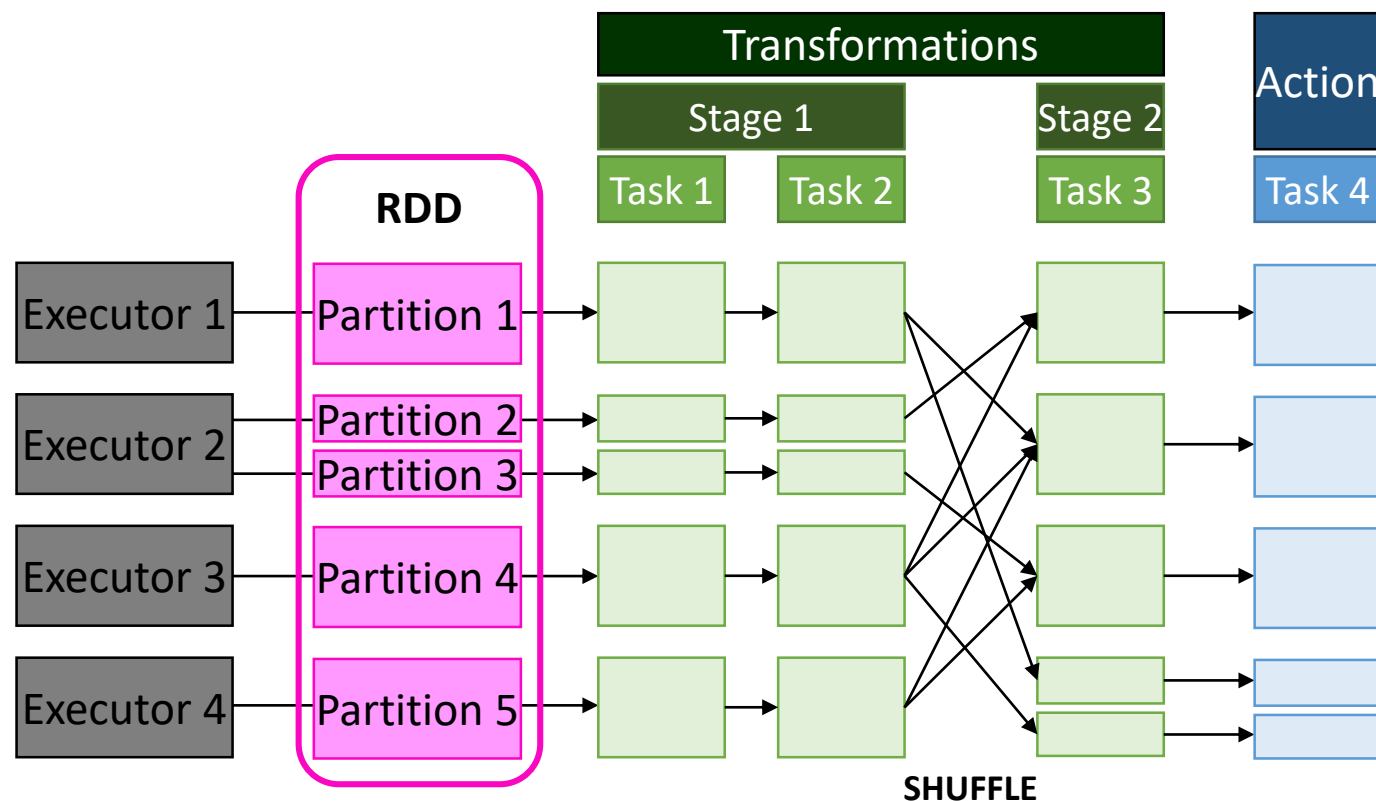 Transformations
Action
Stage 1
Stage 2
Task 1
Task 2
Task 3
Task 4
RDD
Executor 1
Partition 1
Executor 2
Partition 2
Partition 3
Executor 3
Partition 4
Executor 4
Partition 5
SHUFFLE